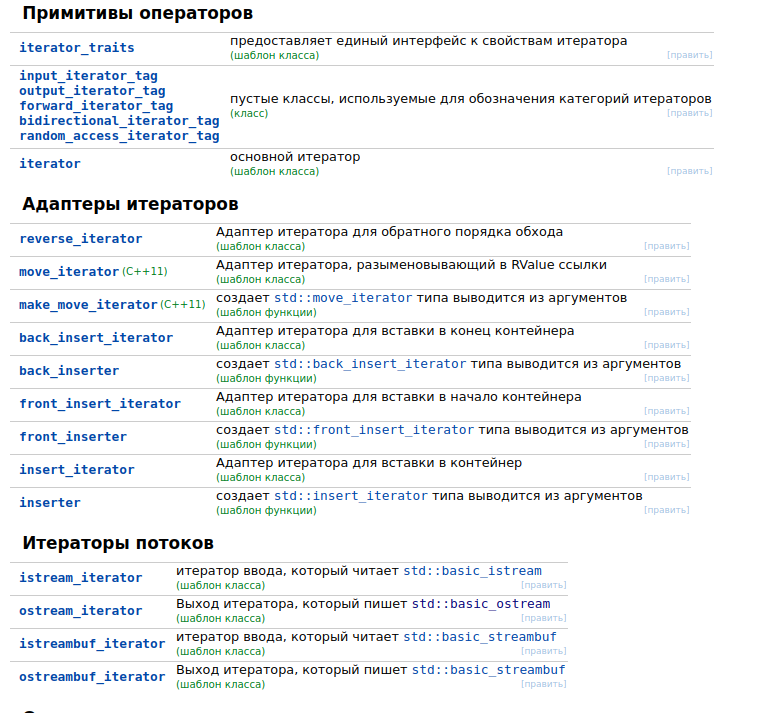 Примитивы операторов
iterator_traits
предоставляет единый интерфейс к свойствам итератора
(шаблон класса)
[править]
input_iterator_tag
output_iterator_tag
forward_iterator_tag
bidirectional_iterator_tag
random_access_iterator_tag
пустые классы, используемые для обозначения категорий итераторов
(класс)
[править]
iterator
основной итератор
(шаблон класса)
[править]
Адаптеры итераторов
reverse_iterator
Адаптер итератора для обратного порядка обхода
(шаблон класса)
[править]
move_iterator (C++11)
Адаптер итератора, разыменовывающий в RValue ссылки
(шаблон класса)
[править]
make_move_iterator (C++11)
создает std::move_iterator типа выводится из аргументов
(шаблон функции)
[править]
back_insert_iterator
Адаптер итератора для вставки в конец контейнера
(шаблон класса)
[править]
back_inserter
создает std::back_insert_iterator типа выводится из аргументов
(шаблон функции)
[править]
front_insert_iterator
Адаптер итератора для вставки в начало контейнера
(шаблон класса)
[править]
front_inserter
создает std::front_insert_iterator типа выводится из аргументов
(шаблон функции)
[править]
insert_iterator
Адаптер итератора для вставки в контейнер
(шаблон класса)
[править]
inserter
создает std::insert_iterator типа выводится из аргументов
(шаблон функции)
[править]
Итераторы потоков
istream_iterator
итератор ввода, который читает std::basic_istream
(шаблон класса)
[править]
ostream_iterator
Выход итератора, который пишет std::basic_ostream
(шаблон класса)
[править]
istreambuf_iterator
итератор ввода, который читает std::basic_streambuf
(шаблон класса)
[править]
ostreambuf_iterator
Выход итератора, который пишет std::basic_streambuf
(шаблон класса)
[править]